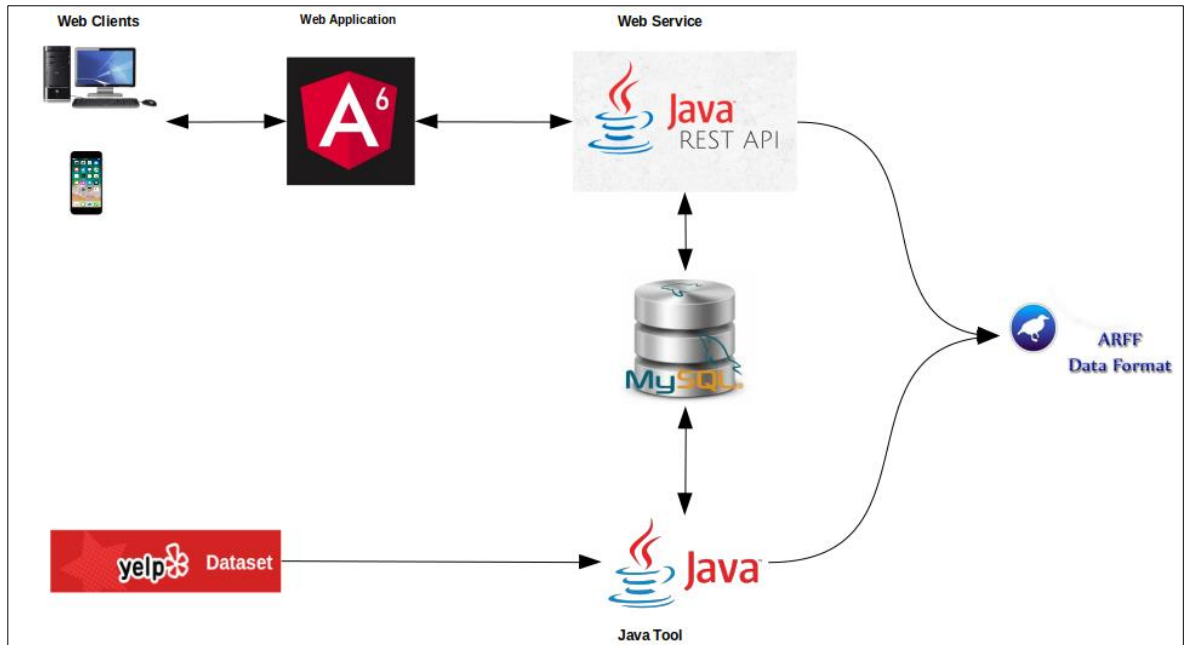 Web Clients
Web Application
Web Service
A 6
Java
REST API
MySQL
ARFF
Data Format
yelp Dataset
Java
Java Tool